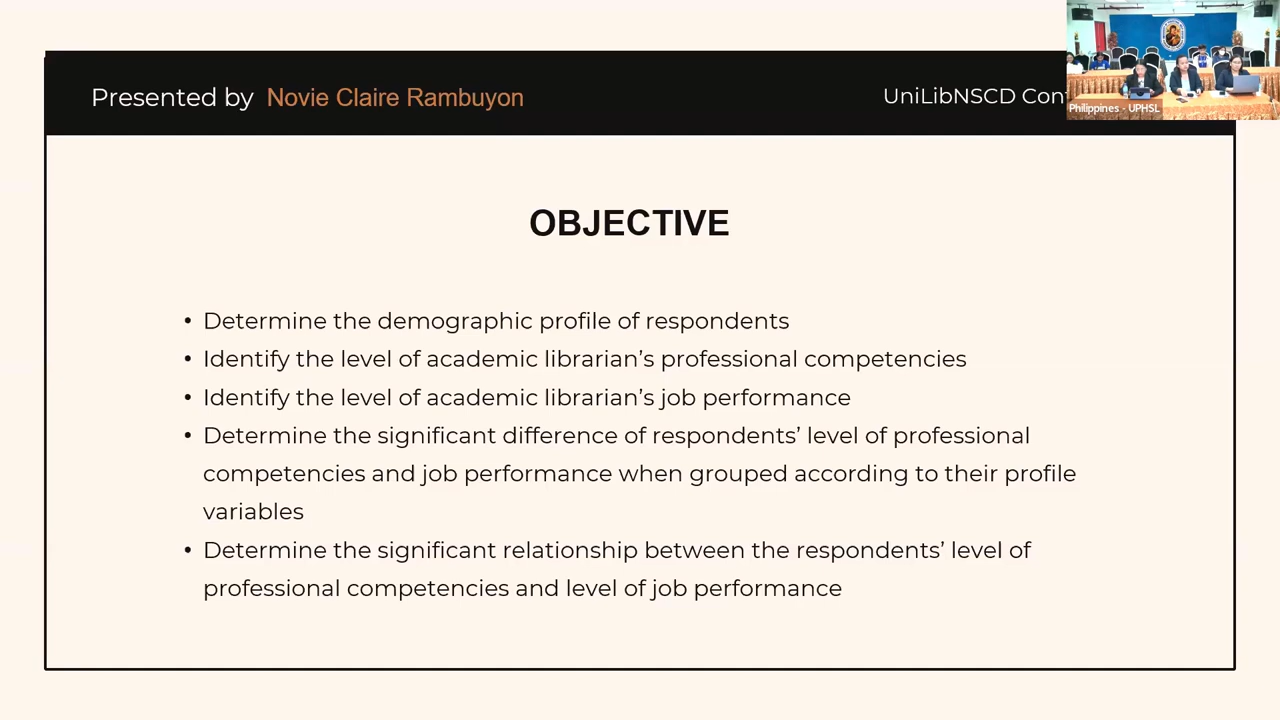 Presented by Novie Claire Rambuyon
UniLibNSCD Con
Philippines - UPHSL
OBJECTIVE
• Determine the demographic profile of respondents
• Identify the level of academic librarian’s professional competencies
• Identify the level of academic librarian’s job performance
• Determine the significant difference of respondents’ level of professional
competencies and job performance when grouped according to their profile
variables
• Determine the significant relationship between the respondents’ level of
professional competencies and level of job performance